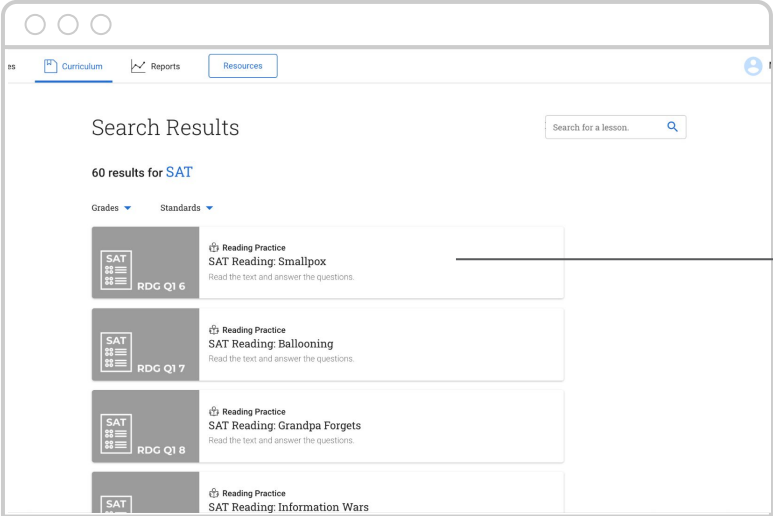 Curriculum
Reports
Resources
Search Results
Search for a lesson.
60 results for SAT
Grades
Standards
SAT
RDG Q1 6
Reading Practice
SAT Reading: Smallpox
Read the text and answer the questions.
SAT
RDG Q1 7
Reading Practice
SAT Reading: Ballooning
Read the text and answer the questions.
SAT
RDG Q1 8
Reading Practice
SAT Reading: Grandpa Forgets
Read the text and answer the questions.
SAT
Reading Practice
SAT Reading: Information Wars